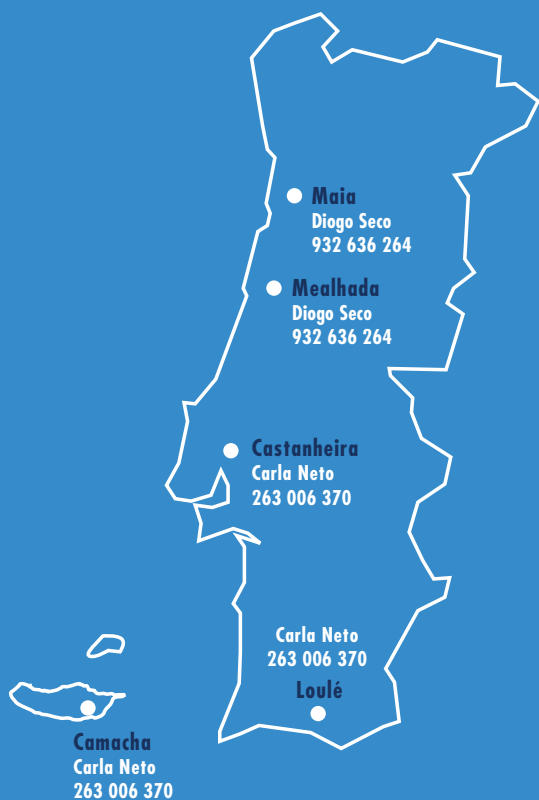 Maia
Diogo Seco
932 636 264
Mealhada
Diogo Seco
932 636 264
Castanheira
Carla Neto
263 006 370
Carla Neto
263 006 370
Loulé
Camacha
Carla Neto
263 006 370